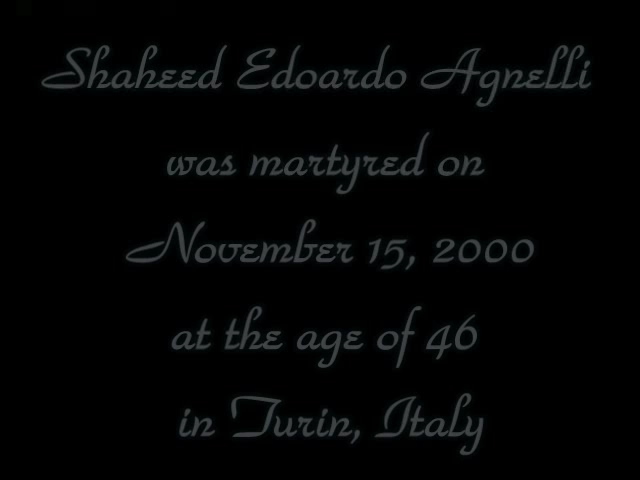 Shaheed Edoardo Agnelli
was martyred on
November 15, 2000
at the age of 46
in Turin, Italy